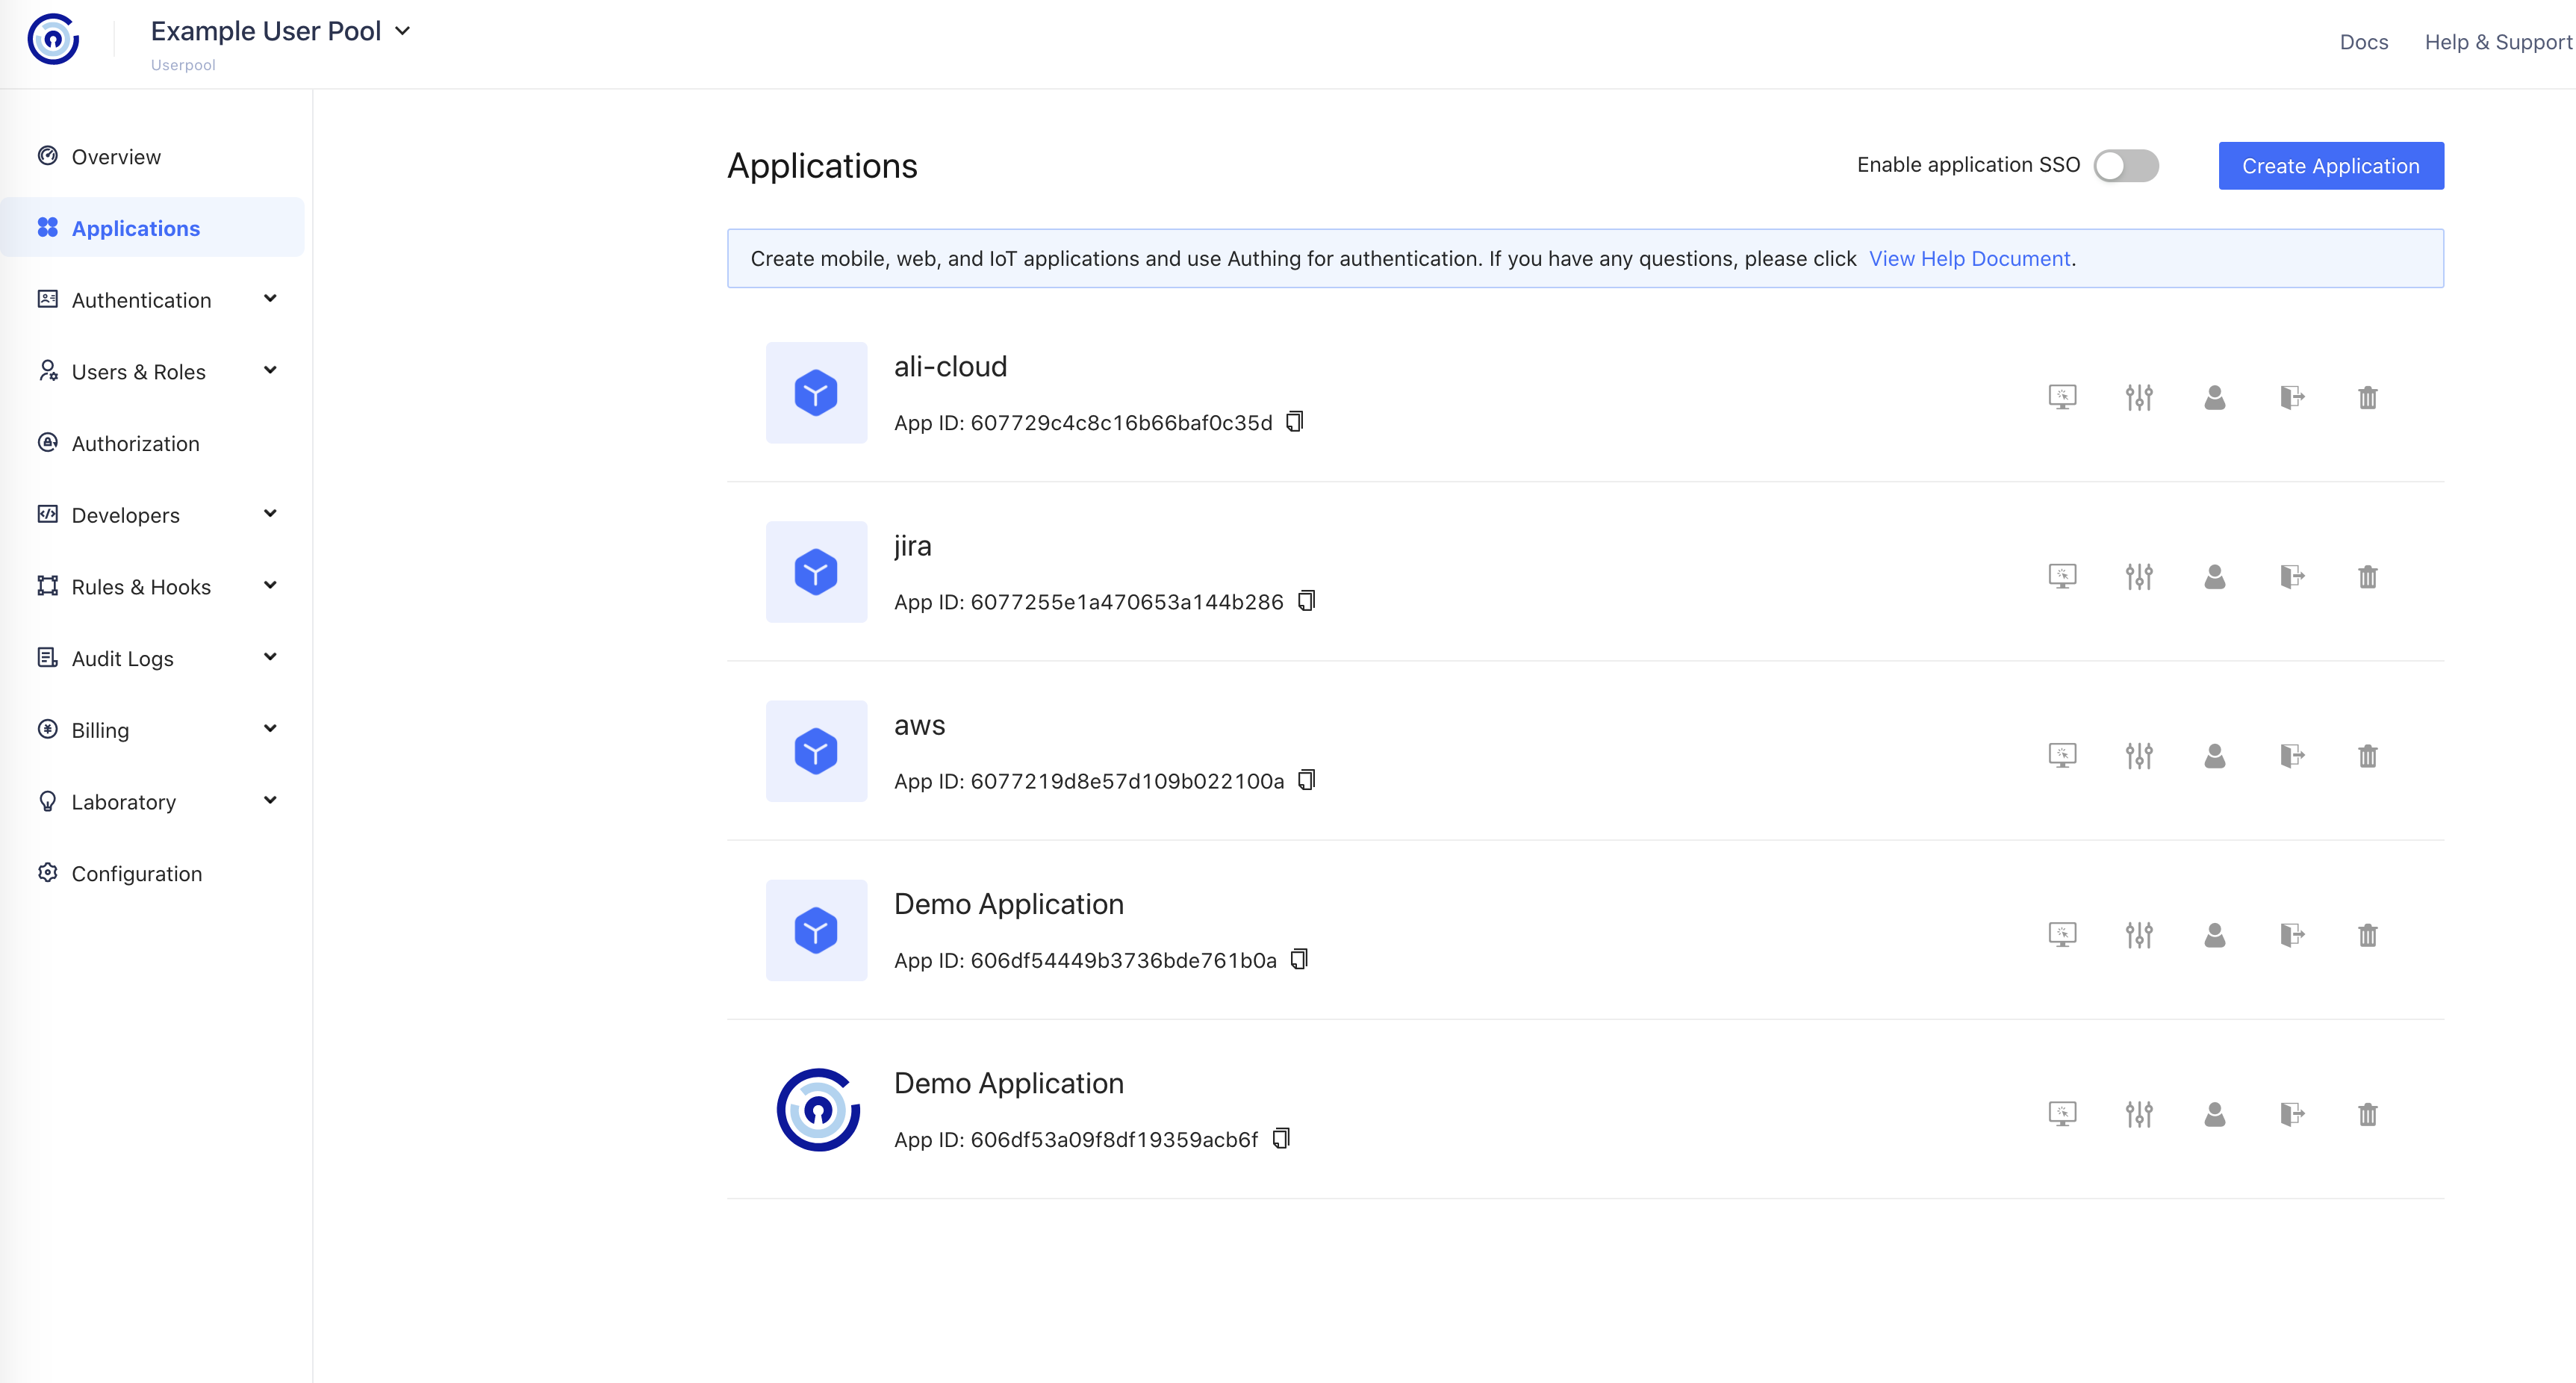 Example User Pool
Userpool
Docs
Help & Support
Overview
Applications
Authentication
Users & Roles
Authorization
Developers
Rules & Hooks
Audit Logs
Billing
Laboratory
Configuration
Applications
Enable application SSO
Create Application
Create mobile, web, and IoT applications and use Authing for authentication. If you have any questions, please click View Help Document.
ali-cloud
App ID: 607729c4c8c16b66baf0c35d
jira
App ID: 6077255e1a470653a144b286
aws
App ID: 6077219d8e57d109b022100a
Demo Application
App ID: 606df54449b3736bde761b0a
Demo Application
App ID: 606df53a09f8df19359acb6f